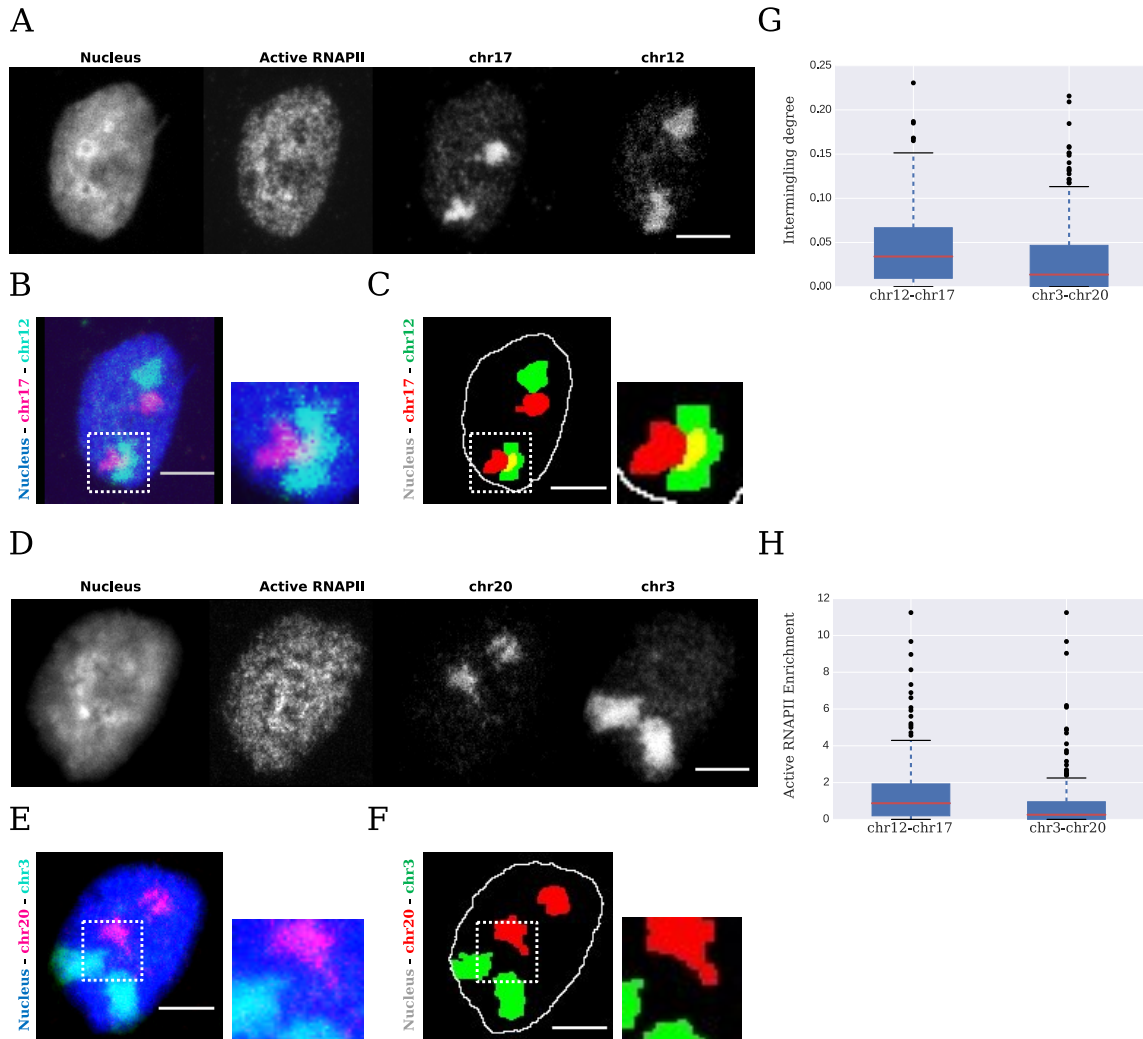 A
Nucleus Active RNAPII chr17 chr12
B
Nucleus - chr17 - chr12
C
Nucleus - chr17 - chr12
D
Nucleus Active RNAPII chr20 chr3
E
Nucleus - chr20 - chr3
F
Nucleus - chr20 - chr3
G
Intermingling degree
0.25
0.20
0.15
0.10
0.05
0.00
chr12-chr17 chr3-chr20
H
Active RNAPII Enrichment
12
10
8
6
4
2
0
chr12-chr17 chr3-chr20